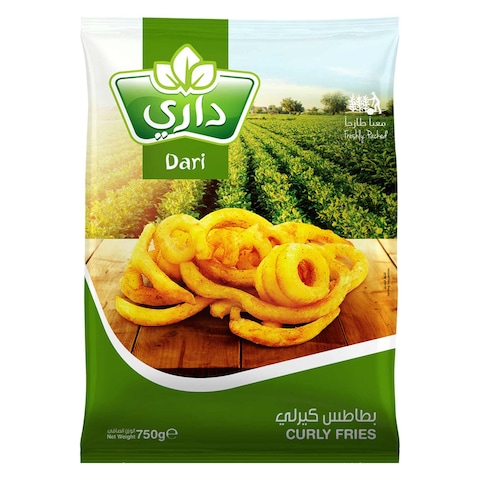 داري
Dari
معنا طازجا
Freshly Packed
بطاطس كيرلي
CURLY FRIES
الوزن الصافي
Net Weight 750g℮